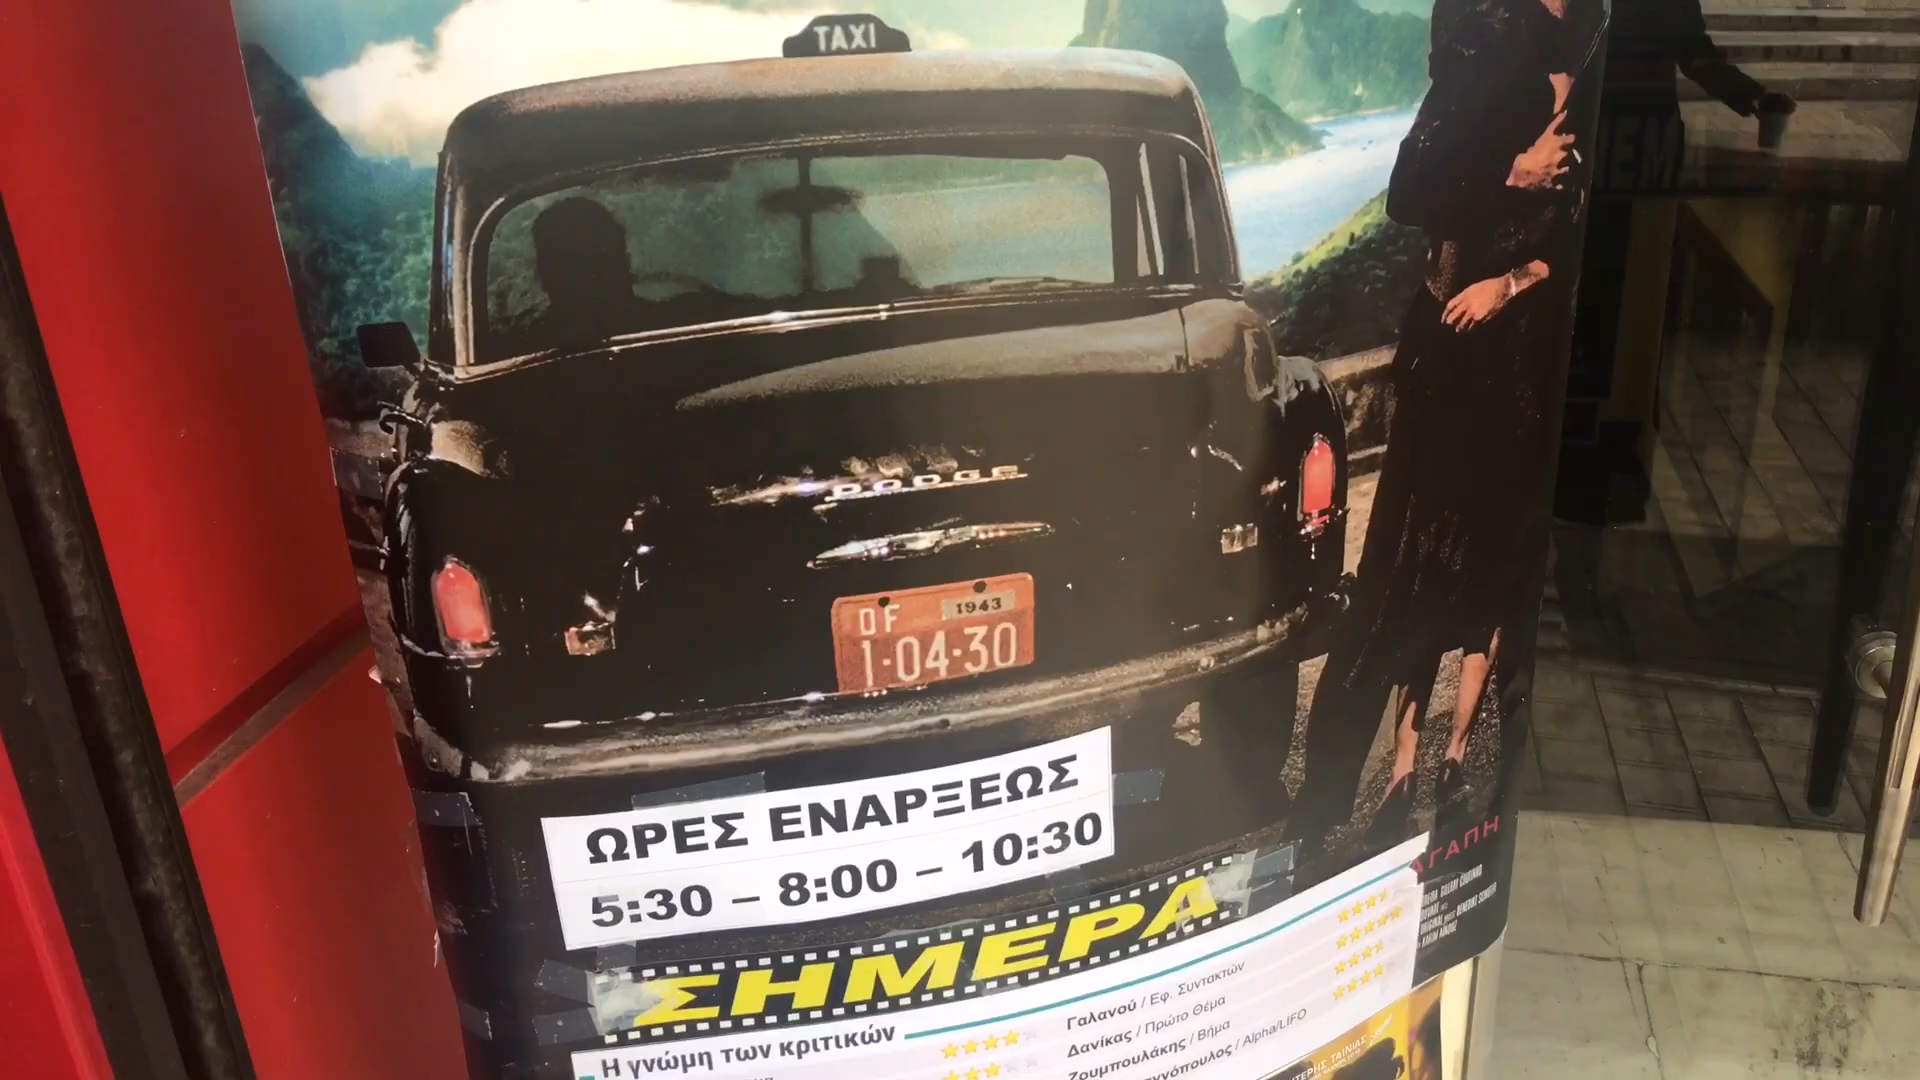 TAXI
DODGE
DF 1943
1-04-30
ΩΡΕΣ ΕΝΑΡΞΕΩΣ
5:30 – 8:00 – 10:30
ΣΗΜΕΡΑ
Η γνώμη των κριτικών
Γαλανού / Εφ. Συντακτών
Δανίκας / Πρώτο Θέμα
Ζουμπουλάκης / Βήμα
/ Alpha/LIFO
ΑΓΑΠΗ
ΤΑΙΝΙΑΣ